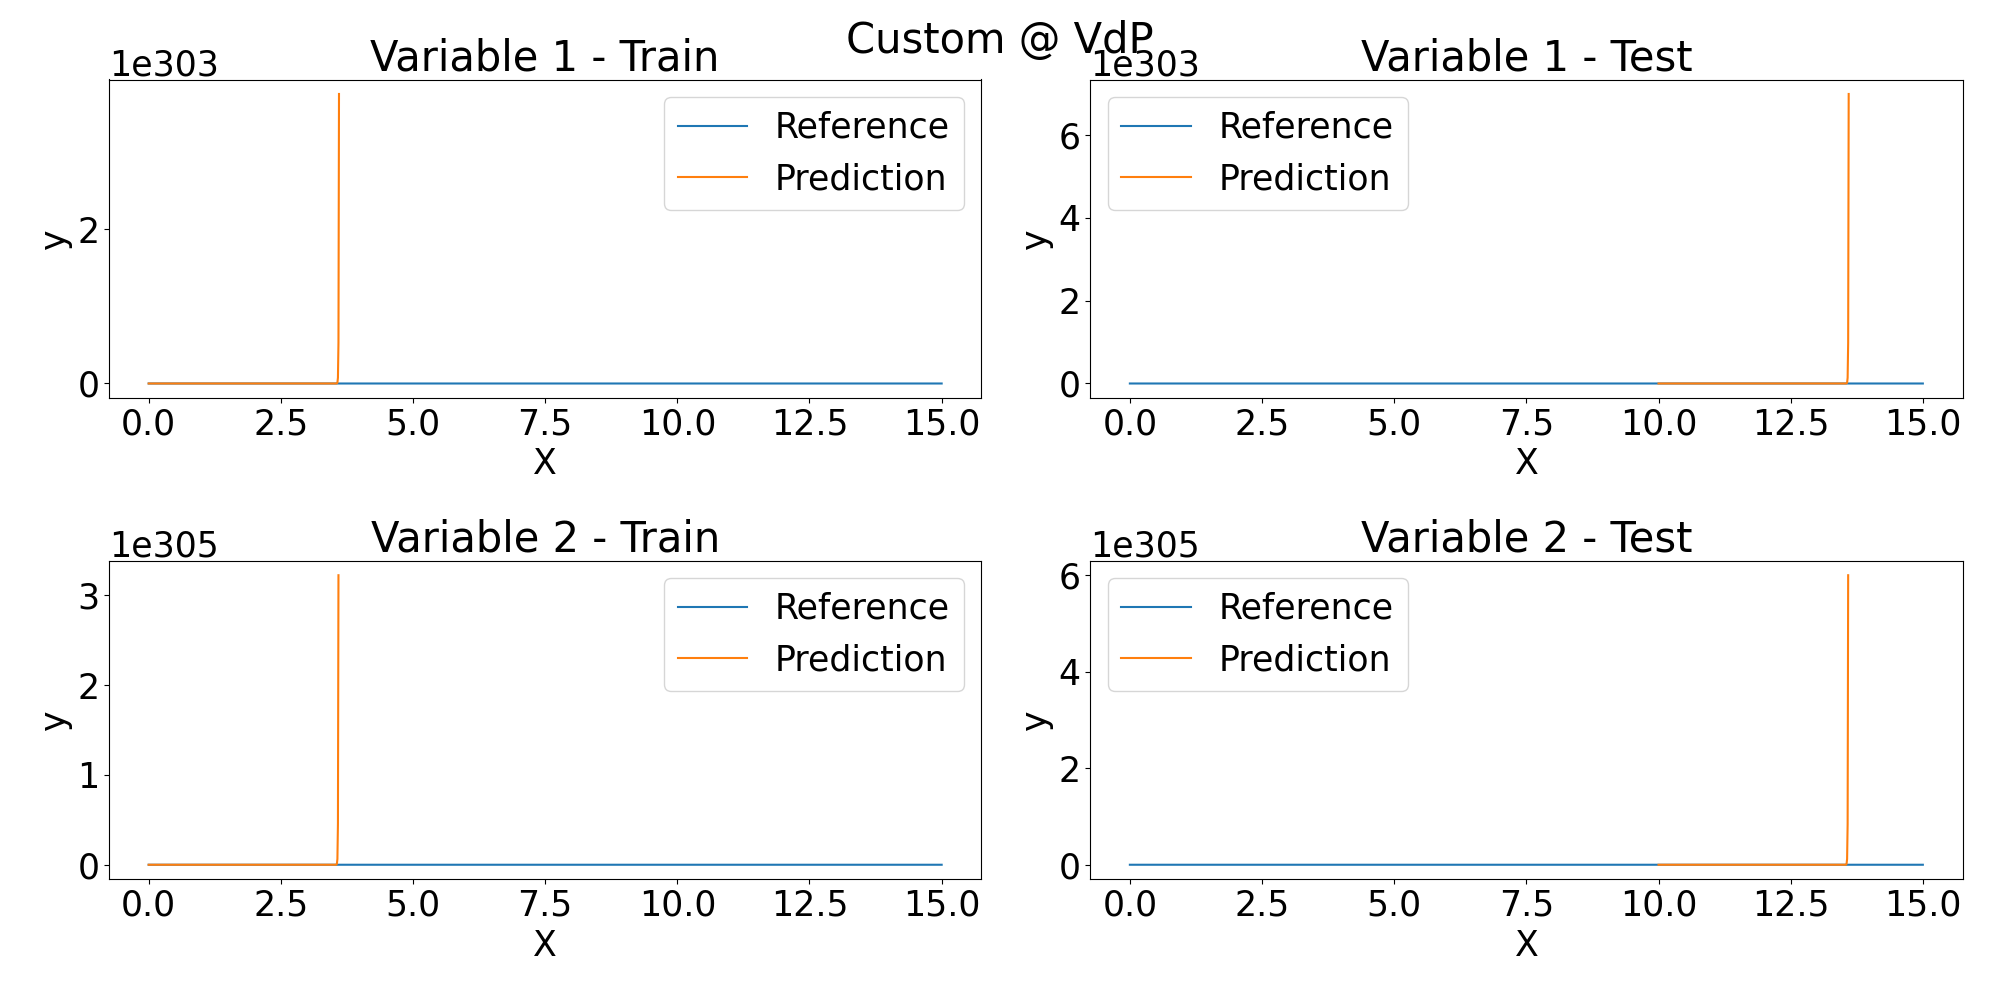 Custom @ VdP
Variable 1 - Train
1e303
2
0
y
Reference
Prediction
0.0 2.5 5.0 7.5 10.0 12.5 15.0
X
Variable 1 - Test
1e303
6
4
2
0
y
Reference
Prediction
0.0 2.5 5.0 7.5 10.0 12.5 15.0
X
Variable 2 - Train
1e305
3
2
1
0
y
Reference
Prediction
0.0 2.5 5.0 7.5 10.0 12.5 15.0
X
Variable 2 - Test
1e305
6
4
2
0
y
Reference
Prediction
0.0 2.5 5.0 7.5 10.0 12.5 15.0
X